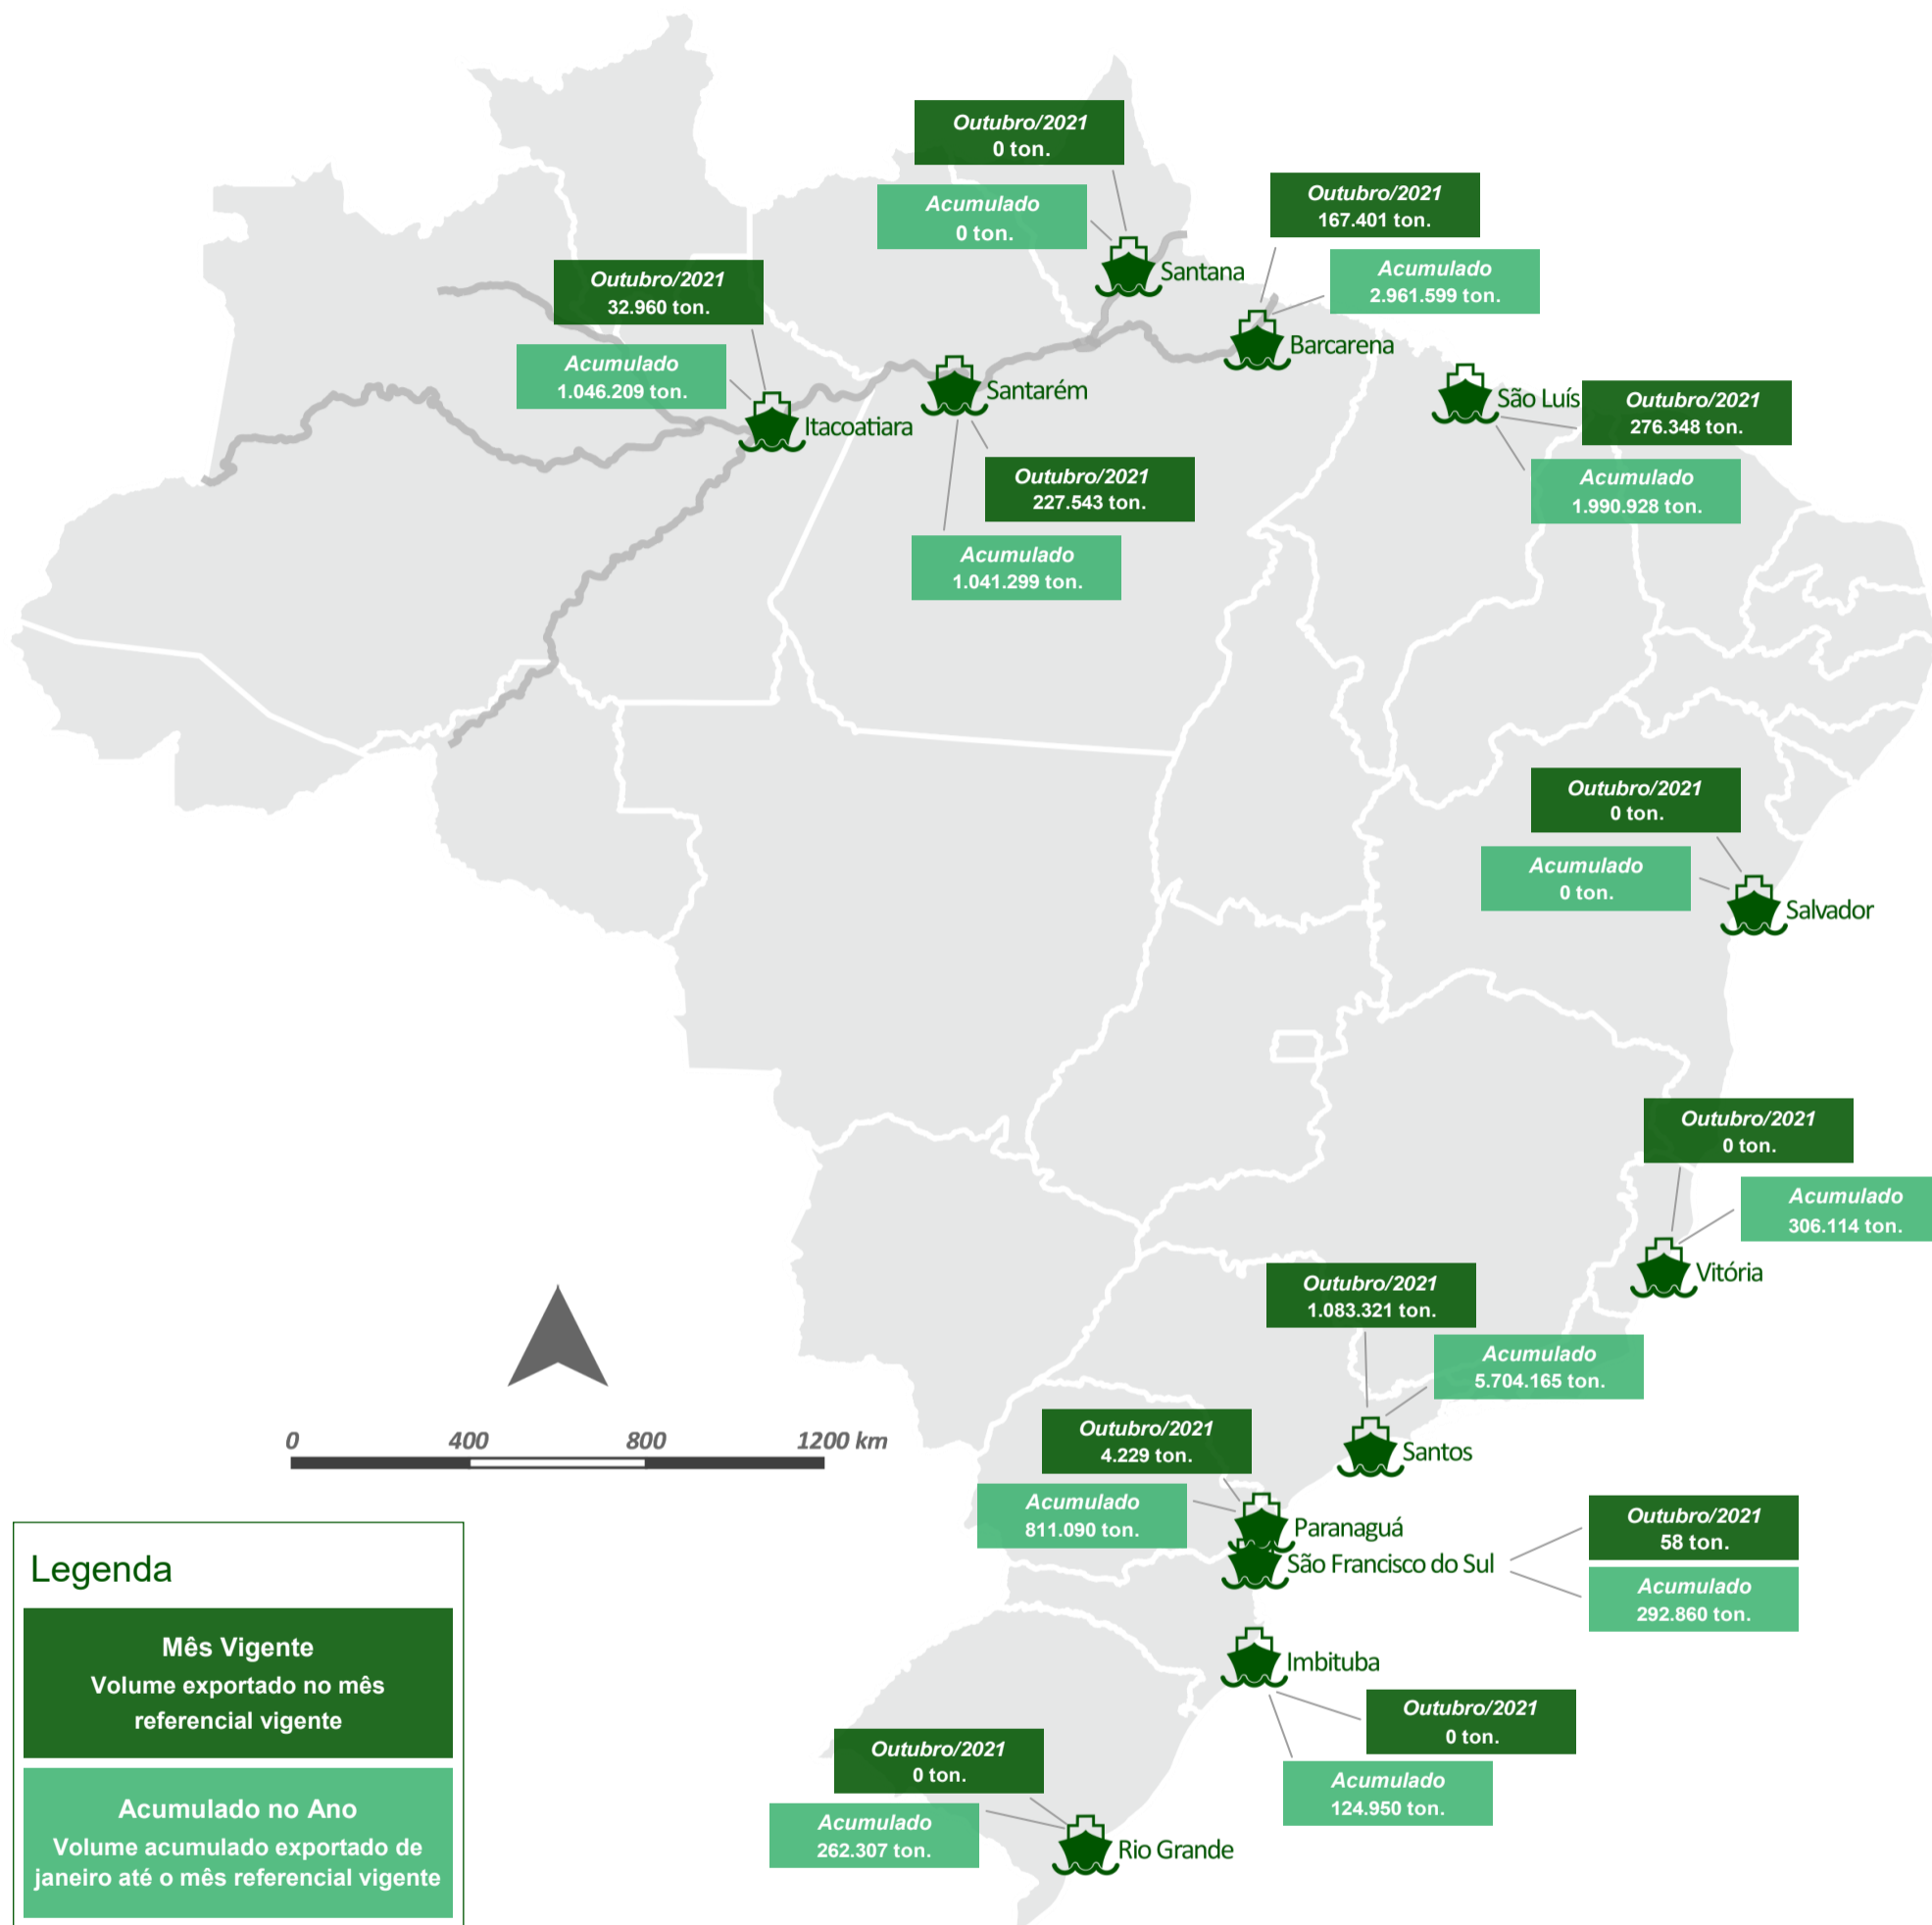 Outubro/2021
0 ton.
Acumulado
0 ton.
Santana
Outubro/2021
167.401 ton.
Acumulado
2.961.599 ton.
Barcarena
Outubro/2021
32.960 ton.
Acumulado
1.046.209 ton.
Itacoatiara
Santarém
Outubro/2021
227.543 ton.
Acumulado
1.041.299 ton.
São Luís
Outubro/2021
276.348 ton.
Acumulado
1.990.928 ton.
Outubro/2021
0 ton.
Acumulado
0 ton.
Salvador
Outubro/2021
0 ton.
Acumulado
306.114 ton.
Vitória
Outubro/2021
1.083.321 ton.
Acumulado
5.704.165 ton.
Santos
Outubro/2021
4.229 ton.
Acumulado
811.090 ton.
Paranaguá
São Francisco do Sul
Outubro/2021
58 ton.
Acumulado
292.860 ton.
Imbituba
Outubro/2021
0 ton.
Acumulado
124.950 ton.
Outubro/2021
0 ton.
Acumulado
262.307 ton.
Rio Grande
0 400 800 1200 km
Legenda
Mês Vigente
Volume exportado no mês
referencial vigente
Acumulado no Ano
Volume acumulado exportado de
janeiro até o mês referencial vigente